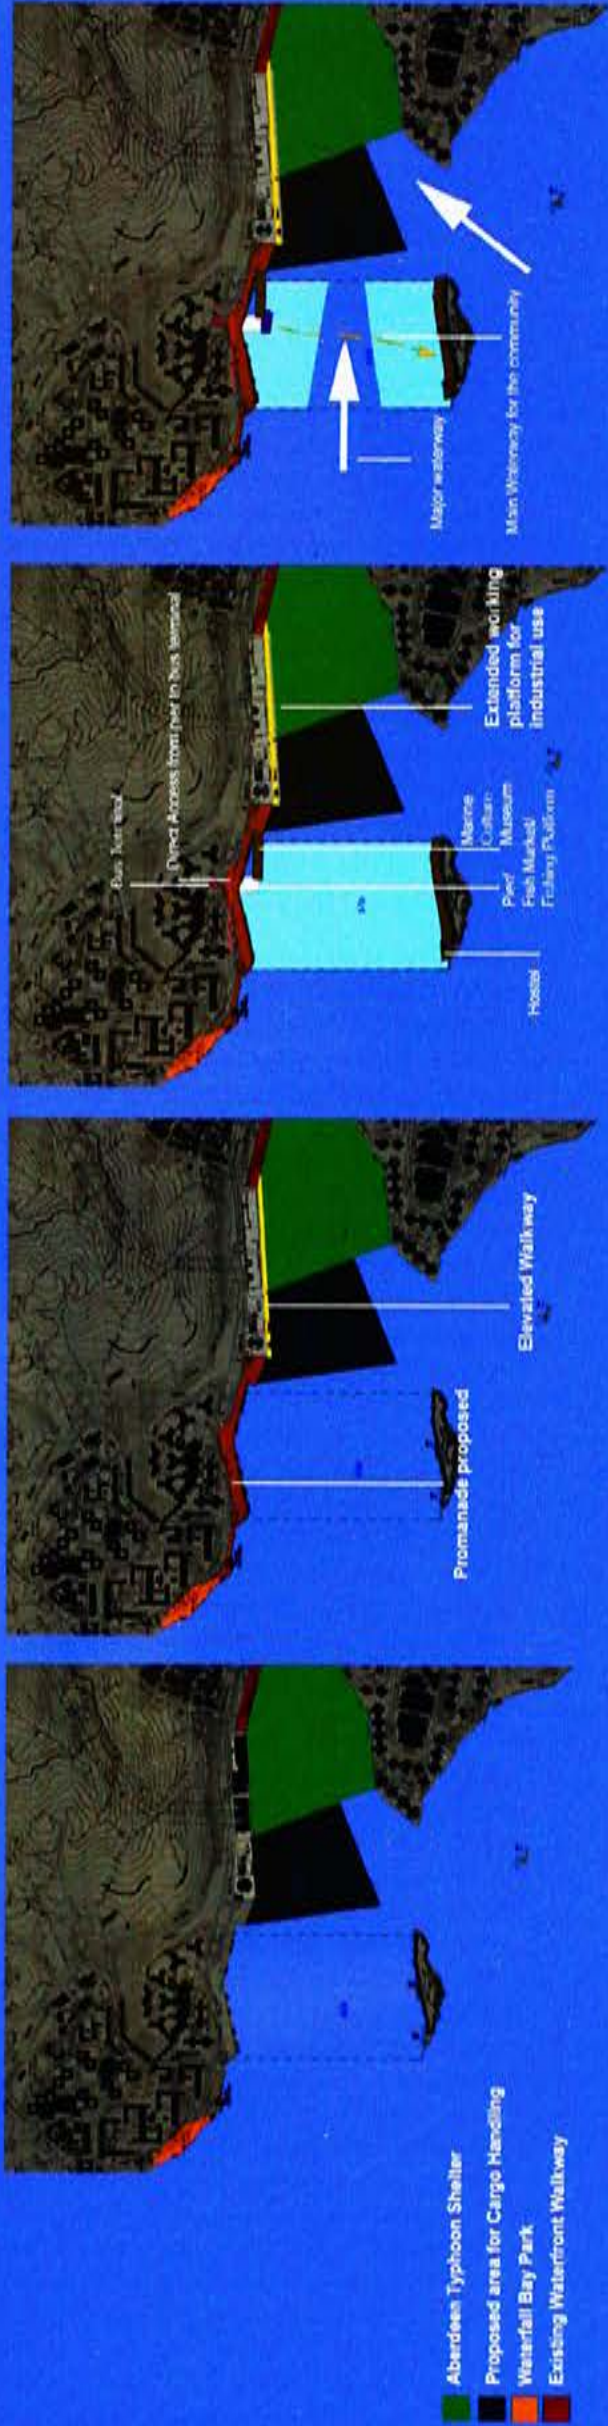 Aberdeen Typhoon Shelter
Proposed area for Cargo Handling
Waterfall Bay Park
Existing Waterfront Walkway
Promanade proposed
Elevated Walkway
Bus Terminal
Direct Access from pier to bus terminal
Hostel
Pier/
Fish Market/
Fishing Platform
Marine
Culture
Museum
Extended working
platform for
industrial use
Major waterway
Main Waterway for the community